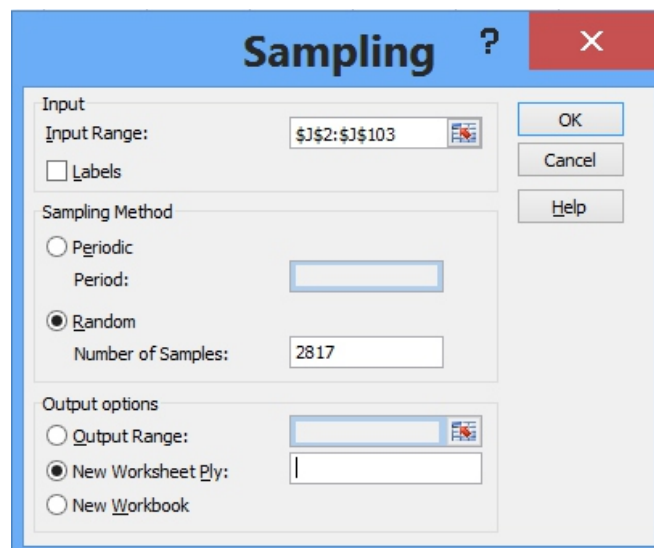 Sampling ?
Input
Input Range: $J$2:$J$103
OK
Labels
Cancel
Sampling Method
Help
Periodic
Period:
Random
Number of Samples: 2817
Output options
Output Range:
New Worksheet Ply:
New Workbook